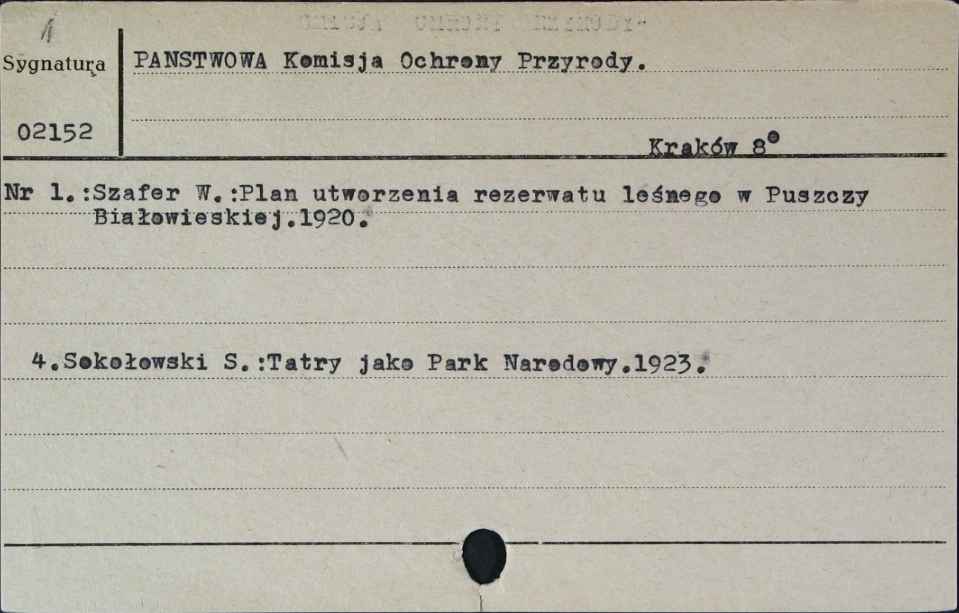 1
Sygnatura
PANSTWOWA Komisja Ochrony Przyrody.
02152
Kraków 8°
Nr 1.:Szafer W.:Plan utworzenia rezerwatu leśnego w Puszczy
Białowieskiej.1920.
4.Sokołowski S.:Tatry jako Park Narodowy.1923.